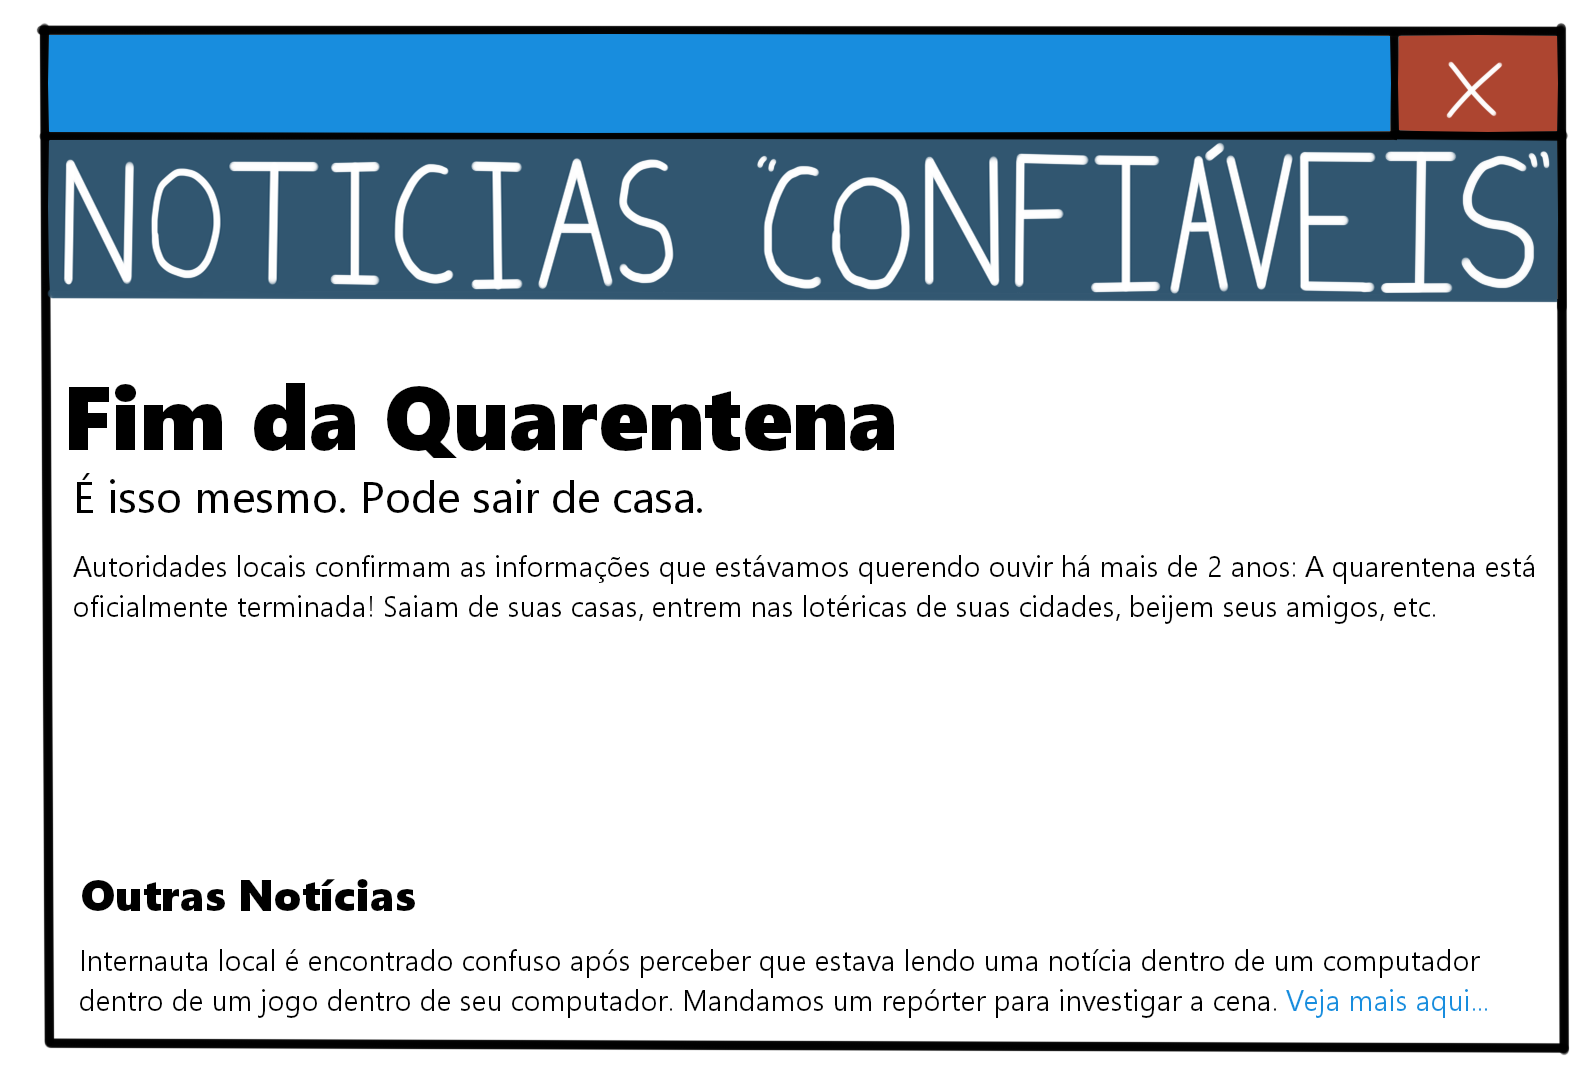 NOTICIAS "CONFIÁVEIS"
Fim da Quarentena
É isso mesmo. Pode sair de casa.
Autoridades locais confirmam as informações que estávamos querendo ouvir há mais de 2 anos: A quarentena está
oficialmente terminada! Saiam de suas casas, entrem nas lotéricas de suas cidades, beijem seus amigos, etc.
Outras Notícias
Internauta local é encontrado confuso após perceber que estava lendo uma notícia dentro de um computador
dentro de um jogo dentro de seu computador. Mandamos um repórter para investigar a cena. Veja mais aqui...